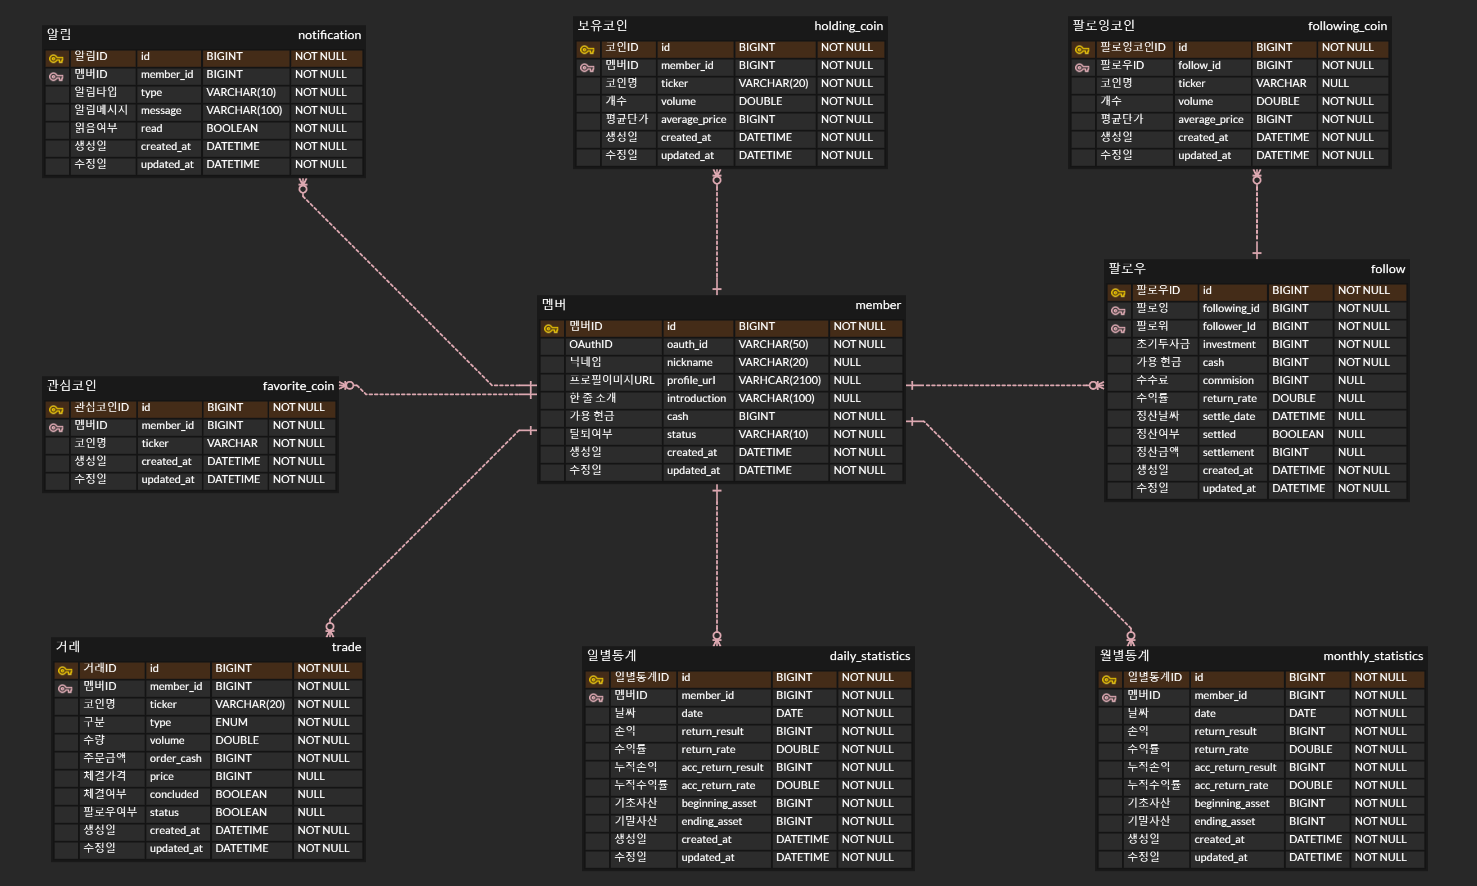 알림 notification
알림ID id BIGINT NOT NULL
멤버ID member_id BIGINT NOT NULL
알림타입 type VARCHAR(10) NOT NULL
알림메시지 message VARCHAR(100) NOT NULL
읽음여부 read BOOLEAN NOT NULL
생성일 created_at DATETIME NOT NULL
수정일 updated_at DATETIME NOT NULL
보유코인 holding_coin
코인ID id BIGINT NOT NULL
멤버ID member_id BIGINT NOT NULL
코인명 ticker VARCHAR(20) NOT NULL
개수 volume DOUBLE NOT NULL
평균단가 average_price BIGINT NOT NULL
생성일 created_at DATETIME NOT NULL
수정일 updated_at DATETIME NOT NULL
팔로잉코인 following_coin
팔로잉코인ID id BIGINT NOT NULL
팔로우ID follow_id BIGINT NOT NULL
코인명 ticker VARCHAR NULL
개수 volume DOUBLE NOT NULL
평균단가 average_price BIGINT NOT NULL
생성일 created_at DATETIME NOT NULL
수정일 updated_at DATETIME NOT NULL
멤버 member
멤버ID id BIGINT NOT NULL
OAuthID oauth_id VARCHAR(50) NOT NULL
닉네임 nickname VARCHAR(20) NULL
프로필이미지URL profile_url VARHCAR(2100) NULL
한 줄 소개 introduction VARCHAR(100) NULL
가용 현금 cash BIGINT NOT NULL
탈퇴여부 status VARCHAR(10) NOT NULL
생성일 created_at DATETIME NOT NULL
수정일 updated_at DATETIME NOT NULL
팔로우 follow
팔로우ID id BIGINT NOT NULL
팔로잉 following_id BIGINT NOT NULL
팔로워 follower_Id BIGINT NOT NULL
초기투자금 investment BIGINT NOT NULL
가용 현금 cash BIGINT NOT NULL
수수료 commision BIGINT NULL
수익률 return_rate DOUBLE NULL
정산날짜 settle_date DATETIME NULL
정산여부 settled BOOLEAN NULL
정산금액 settlement BIGINT NULL
생성일 created_at DATETIME NOT NULL
수정일 updated_at DATETIME NOT NULL
관심코인 favorite_coin
관심코인ID id BIGINT NOT NULL
멤버ID member_id BIGINT NOT NULL
코인명 ticker VARCHAR NOT NULL
생성일 created_at DATETIME NOT NULL
수정일 updated_at DATETIME NOT NULL
거래 trade
거래ID id BIGINT NOT NULL
멤버ID member_id BIGINT NOT NULL
코인명 ticker VARCHAR(20) NOT NULL
구분 type ENUM NOT NULL
수량 volume DOUBLE NOT NULL
주문금액 order_cash BIGINT NOT NULL
체결가격 price BIGINT NULL
체결여부 concluded BOOLEAN NULL
팔로우여부 status BOOLEAN NULL
생성일 created_at DATETIME NOT NULL
수정일 updated_at DATETIME NOT NULL
일별통계 daily_statistics
일별통계ID id BIGINT NOT NULL
멤버ID member_id BIGINT NOT NULL
날짜 date DATE NOT NULL
손익 return_result BIGINT NOT NULL
수익률 return_rate DOUBLE NOT NULL
누적손익 acc_return_result BIGINT NOT NULL
누적수익률 acc_return_rate DOUBLE NOT NULL
기초자산 beginning_asset BIGINT NOT NULL
기말자산 ending_asset BIGINT NOT NULL
생성일 created_at DATETIME NOT NULL
수정일 updated_at DATETIME NOT NULL
월별통계 monthly_statistics
일별통계ID id BIGINT NOT NULL
멤버ID member_id BIGINT NOT NULL
날짜 date DATE NOT NULL
손익 return_result BIGINT NOT NULL
수익률 return_rate DOUBLE NOT NULL
누적손익 acc_return_result BIGINT NOT NULL
누적수익률 acc_return_rate DOUBLE NOT NULL
기초자산 beginning_asset BIGINT NOT NULL
기말자산 ending_asset BIGINT NOT NULL
생성일 created_at DATETIME NOT NULL
수정일 updated_at DATETIME NOT NULL